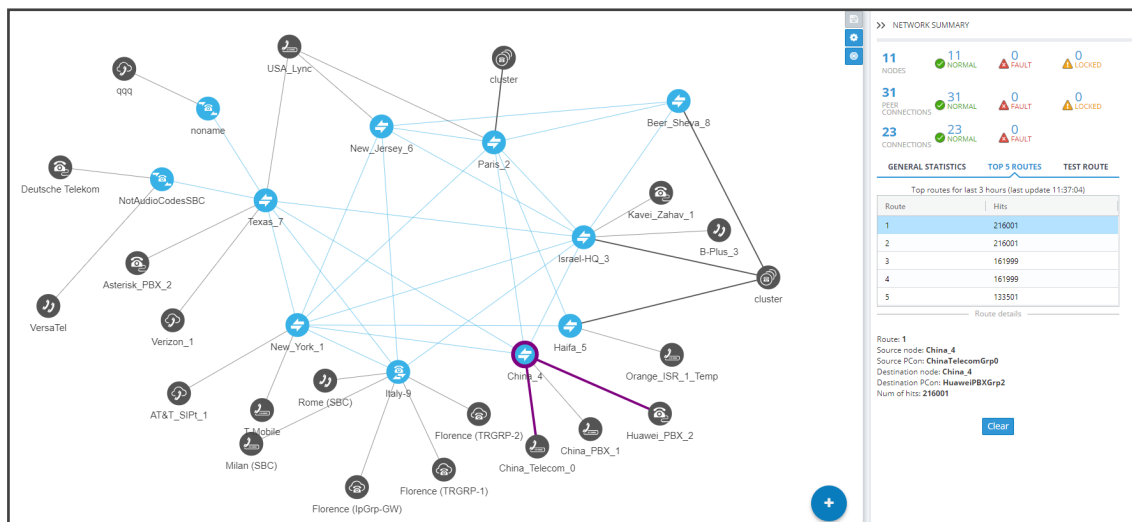 USA_Lync
cluster
qqq
noname
New_Jersey_6
Beer_Sheva_8
Paris_2
Deutsche Telekom
NotAudioCodesSBC
Texas_7
Kavei_Zahav_1
B-Plus_3
Israel-HQ_3
Asterisk_PBX_2
cluster
VersaTel
Verizon_1
New_York_1
Haifa_5
China_4
Orange_ISR_1_Temp
Italy-9
Rome (SBC)
AT&T_SIPt_1
T-Mobile
Florence (TRGRP-2)
Huawei_PBX_2
China_PBX_1
Milan (SBC)
China_Telecom_0
Florence (TRGRP-1)
Florence (IpGrp-GW)
+
>> NETWORK SUMMARY
11 11 0 0
NODES NORMAL FAULT LOCKED
31 31 0 0
PEER CONNECTIONS NORMAL FAULT LOCKED
23 23 0
CONNECTIONS NORMAL FAULT
GENERAL STATISTICS TOP 5 ROUTES TEST ROUTE
Top routes for last 3 hours (last update 11:37:04)
Route Hits
1 216001
2 216001
3 161999
4 161999
5 133501
Route details
Route: 1
Source node: China_4
Source PCon: ChinaTelecomGrp0
Destination node: China_4
Destination PCon: HuaweiPBXGrp2
Num of hits: 216001
Clear